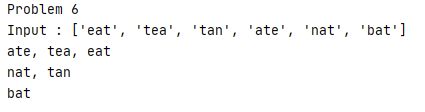 Problem 6
Input : ['eat', 'tea', 'tan', 'ate', 'nat', 'bat']
ate, tea, eat
nat, tan
bat